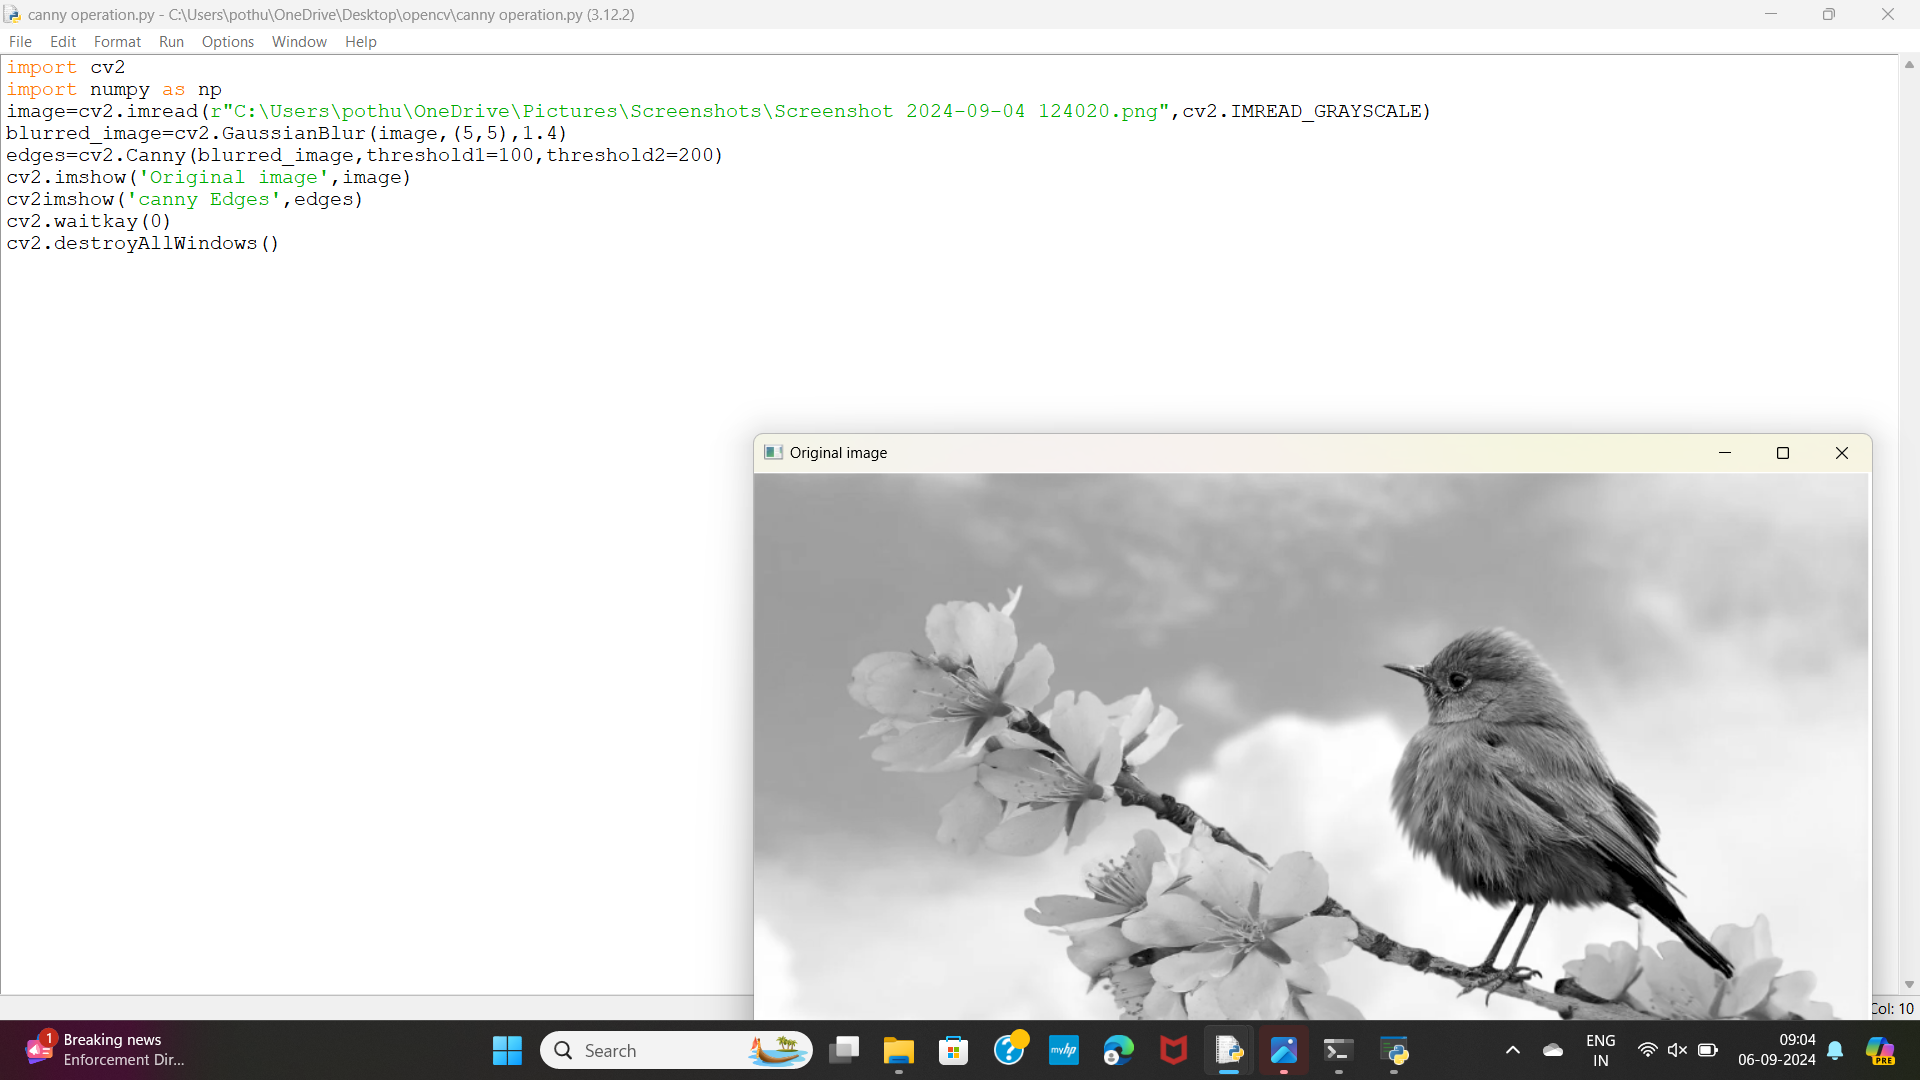 canny operation.py - C:\Users\pothu\OneDrive\Desktop\opencv\canny operation.py (3.12.2)
File Edit Format Run Options Window Help
import cv2
import numpy as np
image=cv2.imread(r"C:\Users\pothu\OneDrive\Pictures\Screenshots\Screenshot 2024-09-04 124020.png",cv2.IMREAD_GRAYSCALE)
blurred_image=cv2.GaussianBlur(image,(5,5),1.4)
edges=cv2.Canny(blurred_image,threshold1=100,threshold2=200)
cv2.imshow('Original image',image)
cv2imshow('canny Edges',edges)
cv2.waitkay(0)
cv2.destroyAllWindows()
Original image
Col: 10
1
Breaking news
Enforcement Dir...
Search
myhp
ENG
IN
09:04
06-09-2024
PRE